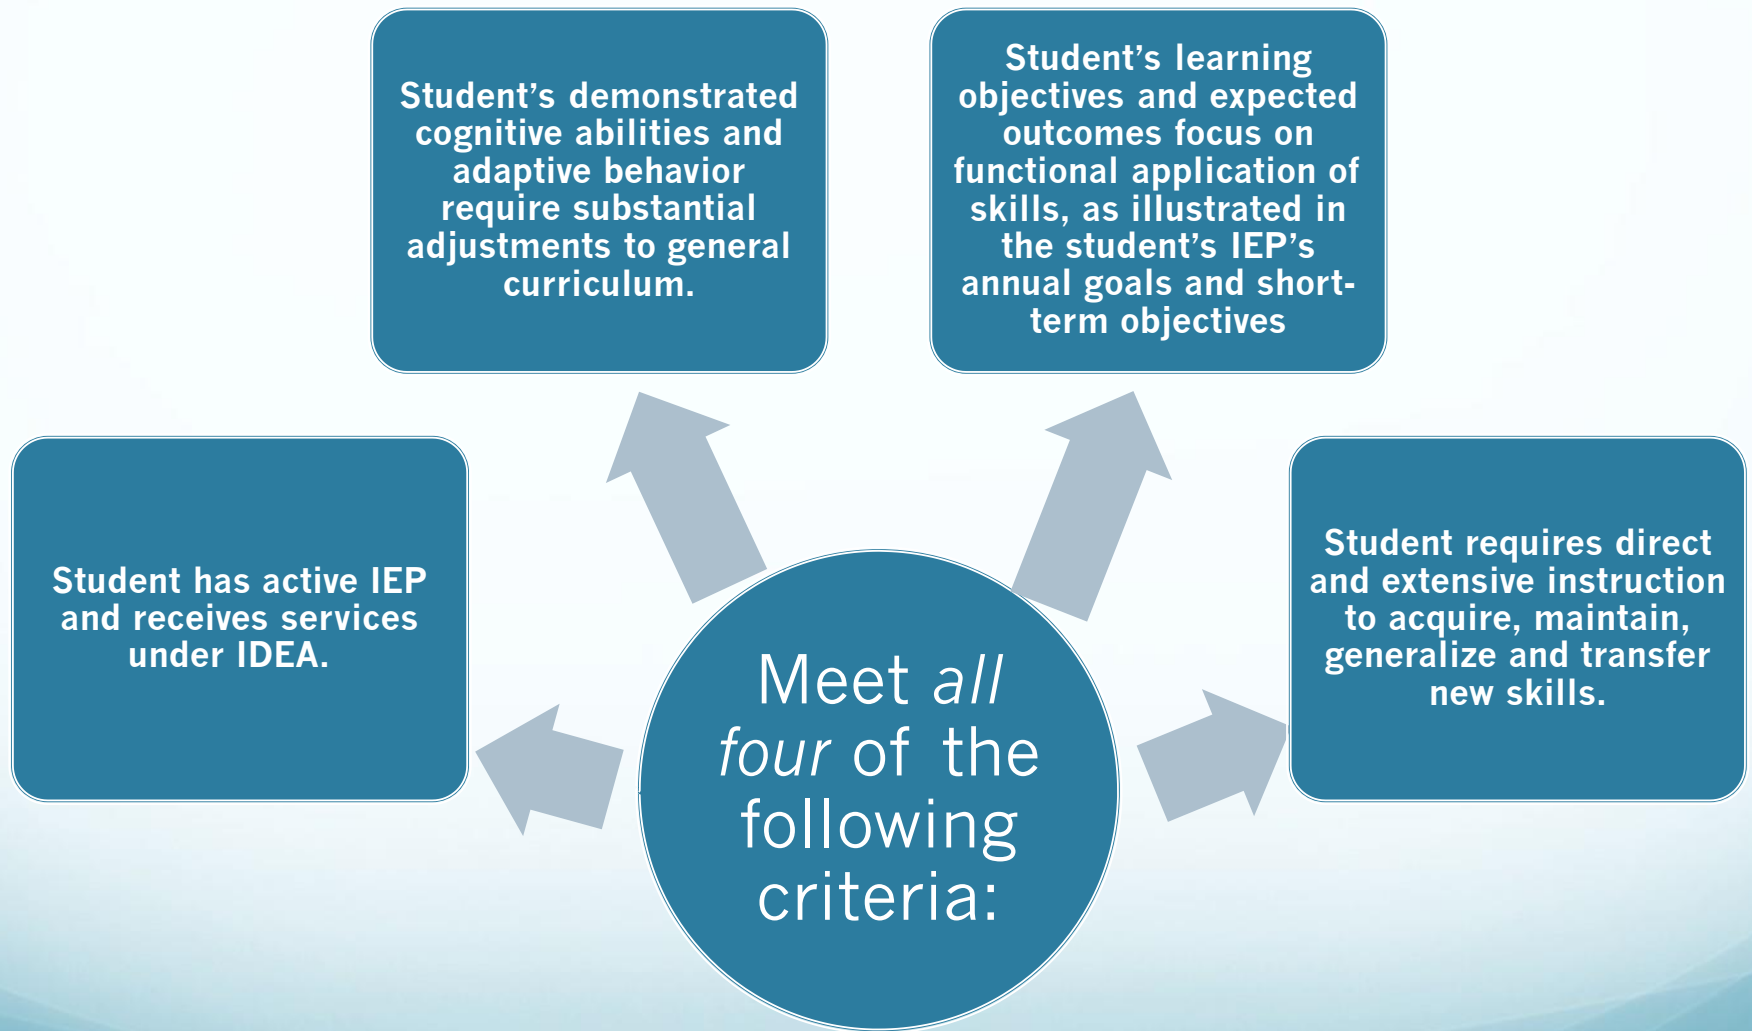 Student's demonstrated
cognitive abilities and
adaptive behavior
require substantial
adjustments to general
curriculum.
Student’s learning
objectives and expected
outcomes focus on
functional application of
skills, as illustrated in
the student’s IEP’s
annual goals and short-
term objectives
Student has active IEP
and receives services
under IDEA.
Student requires direct
and extensive instruction
to acquire, maintain,
generalize and transfer
new skills.
Meet all
four of the
following
criteria: